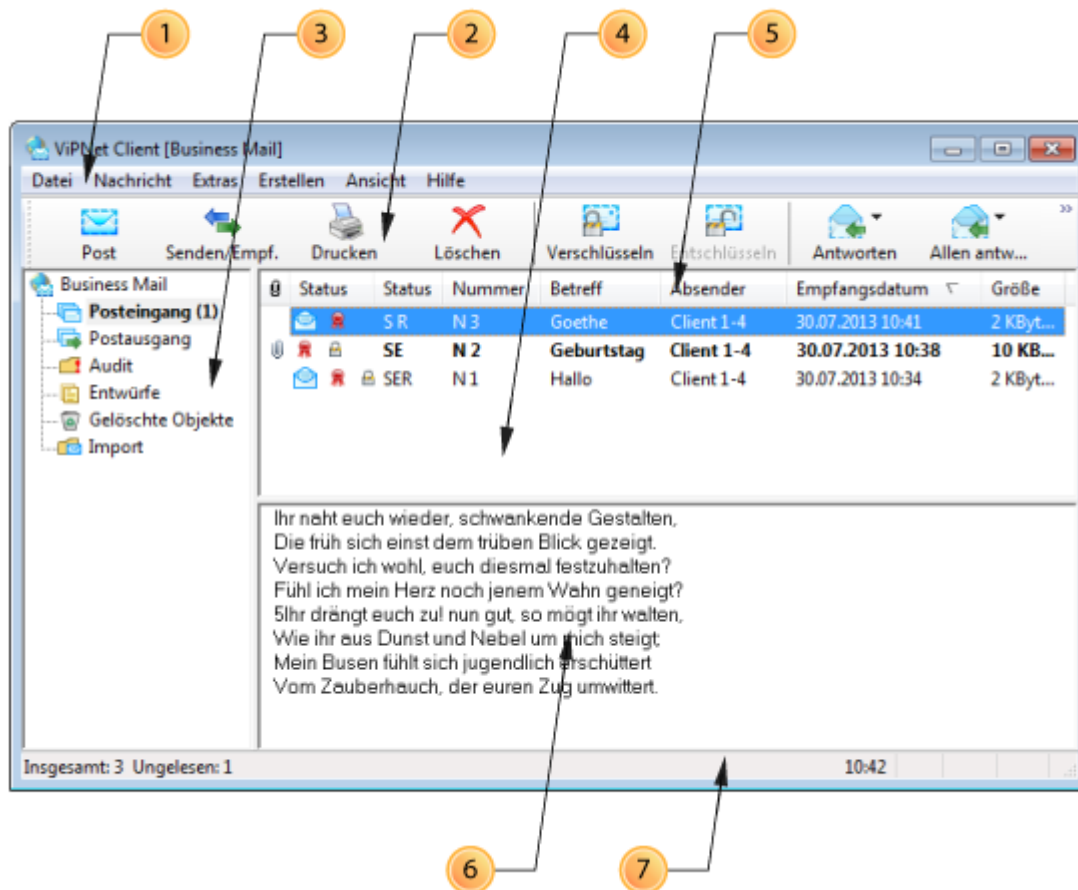 1 3 2 4 5
ViPNet Client [Business Mail]
Datei Nachricht Extras Erstellen Ansicht Hilfe
Post Senden/Empf. Drucken Löschen Verschlüsseln Entschlüsseln Antworten Allen antw... »
Business Mail
Posteingang (1)
Postausgang
Audit
Entwürfe
Gelöschte Objekte
Import
Status Status Nummer Betreff Absender Empfangsdatum Größe
S R N 3 Goethe Client 1-4 30.07.2013 10:41 2 KByt...
SE N 2 Geburtstag Client 1-4 30.07.2013 10:38 10 KB...
SER N 1 Hallo Client 1-4 30.07.2013 10:34 2 KByt...
Ihr naht euch wieder, schwankende Gestalten,
Die früh sich einst dem trüben Blick gezeigt.
Versuch ich wohl, euch diesmal festzuhalten?
Fühl ich mein Herz noch jenem Wahn geneigt?
5Ihr drängt euch zu! nun gut, so mögt ihr walten,
Wie ihr aus Dunst und Nebel um mich steigt;
Mein Busen fühlt sich jugendlich erschüttert
Vom Zauberhauch, der euren Zug umwittert.
Insgesamt: 3 Ungelesen: 1 10:42
6 7